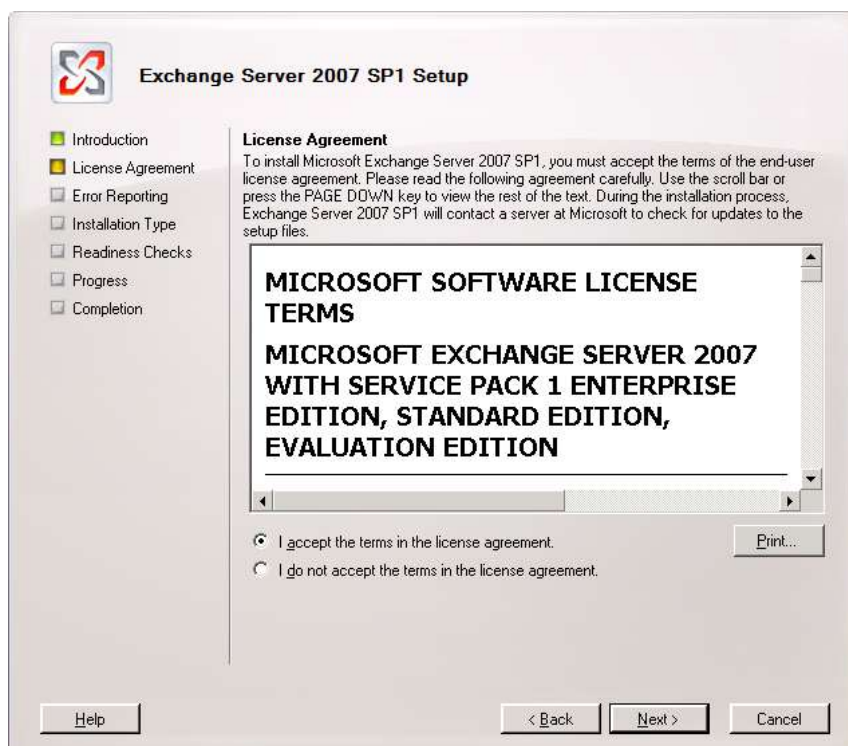 Exchange Server 2007 SP1 Setup
Introduction
License Agreement
Error Reporting
Installation Type
Readiness Checks
Progress
Completion
License Agreement
To install Microsoft Exchange Server 2007 SP1, you must accept the terms of the end-user
license agreement. Please read the following agreement carefully. Use the scroll bar or
press the PAGE DOWN key to view the rest of the text. During the installation process,
Exchange Server 2007 SP1 will contact a server at Microsoft to check for updates to the
setup files.
MICROSOFT SOFTWARE LICENSE
TERMS
MICROSOFT EXCHANGE SERVER 2007
WITH SERVICE PACK 1 ENTERPRISE
EDITION, STANDARD EDITION,
EVALUATION EDITION
I accept the terms in the license agreement.
Print...
I do not accept the terms in the license agreement.
Help
< Back
Next >
Cancel